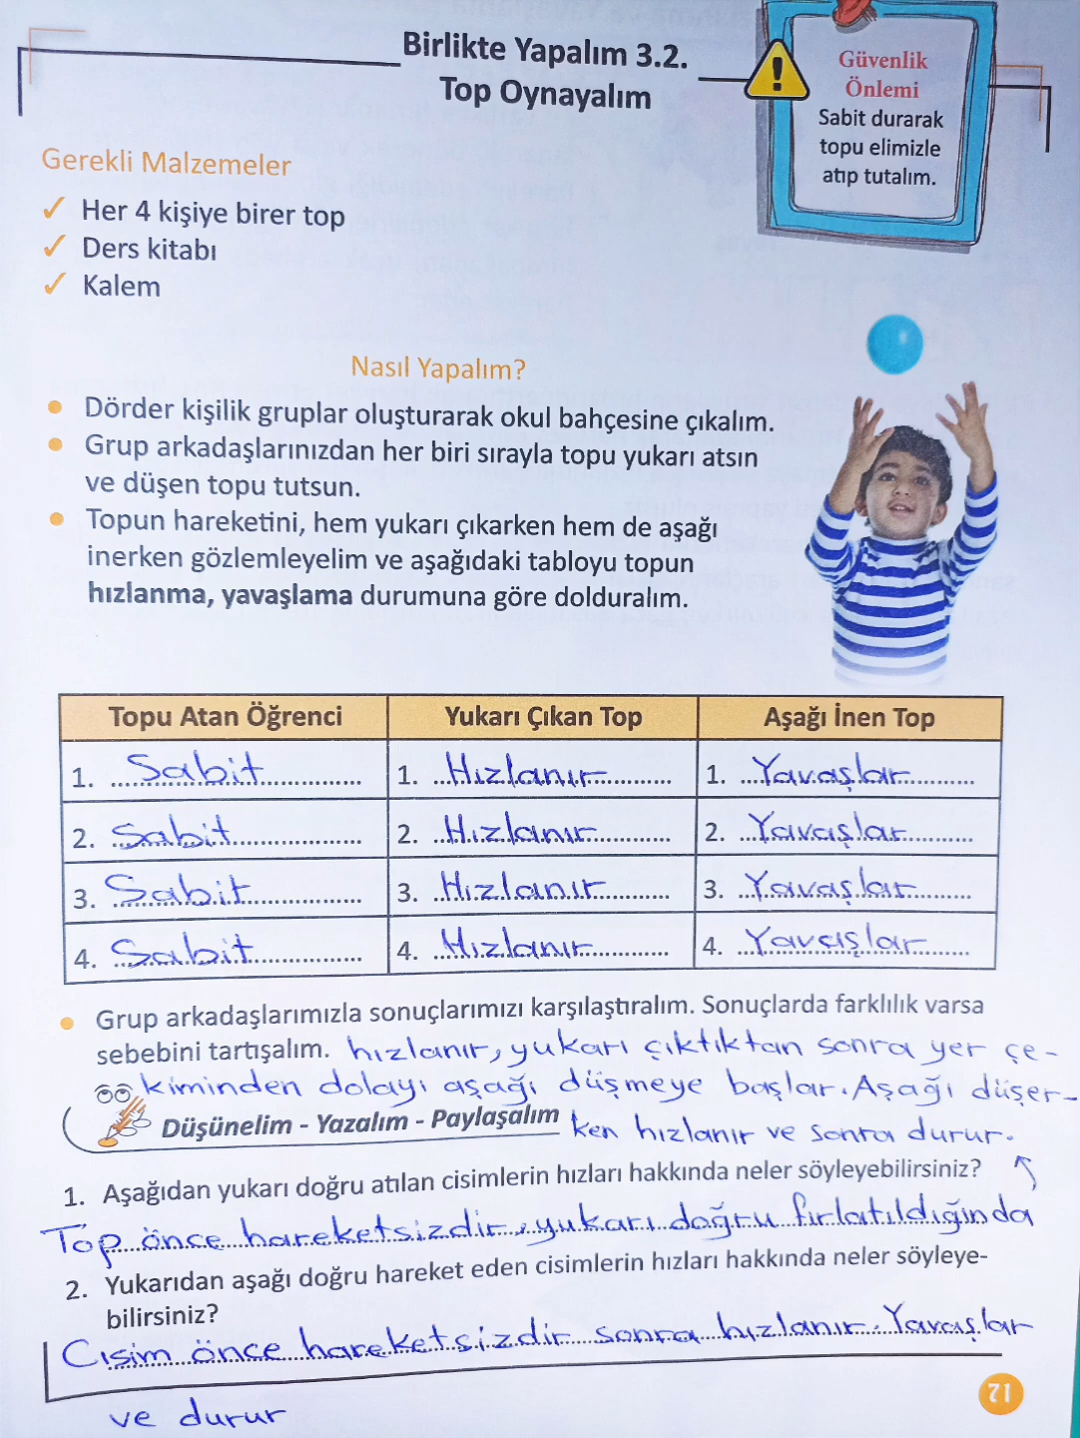 Birlikte Yapalım 3.2.
Top Oynayalım
Güvenlik
Önlemi
Sabit durarak
topu elimizle
atıp tutalım.
Gerekli Malzemeler
✓ Her 4 kişiye birer top
✓ Ders kitabı
✓ Kalem
Nasıl Yapalım?
• Dörder kişilik gruplar oluşturarak okul bahçesine çıkalım.
• Grup arkadaşlarınızdan her biri sırayla topu yukarı atsın
ve düşen topu tutsun.
• Topun hareketini, hem yukarı çıkarken hem de aşağı
inerken gözlemleyelim ve aşağıdaki tabloyu topun
hızlanma, yavaşlama durumuna göre dolduralım.
Topu Atan Öğrenci Yukarı Çıkan Top Aşağı İnen Top
1. Sabit 1. Hızlanır 1. Yavaşlar
2. Sabit 2. Hızlanır 2. Yavaşlar
3. Sabit 3. Hızlanır 3. Yavaşlar
4. Sabit 4. Hızlanır 4. Yavaşlar
• Grup arkadaşlarımızla sonuçlarımızı karşılaştıralım. Sonuçlarda farklılık varsa
sebebini tartışalım. hızlanır, yukarı çıktıktan sonra yer çe-
kiminden dolayı aşağı düşmeye başlar. Aşağı düşer-
Düşünelim - Yazalım - Paylaşalım ken hızlanır ve sonra durur.
1. Aşağıdan yukarı doğru atılan cisimlerin hızları hakkında neler söyleyebilirsiniz?
Top önce hareketsizdir, yukarı doğru fırlatıldığında
2. Yukarıdan aşağı doğru hareket eden cisimlerin hızları hakkında neler söyleye-
bilirsiniz?
Cisim önce hareketsizdir sonra hızlanır. Yavaşlar
71
ve durur